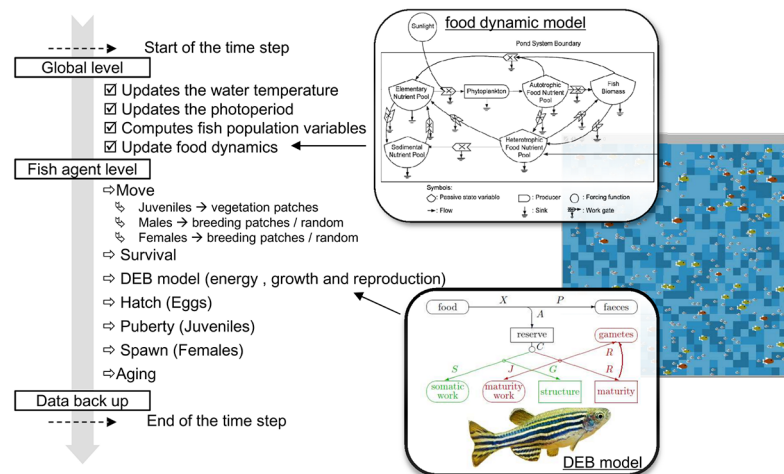 Start of the time step
Global level
Updates the water temperature
Updates the photoperiod
Computes fish population variables
Update food dynamics
Fish agent level
⇨Move
Juveniles → vegetation patches
Males → breeding patches / random
Females → breeding patches / random
⇨ Survival
⇨ DEB model (energy , growth and reproduction)
⇨ Hatch (Eggs)
⇨ Puberty (Juveniles)
⇨ Spawn (Females)
⇨Aging
Data back up
End of the time step
food dynamic model
Sunlight
Pond System Boundary
Elementary
Nutrient Pool
Phytoplankton
Autotrophic
Food Nutrient
Pool
Fish
Biomass
Sedimental
Nutrient Pool
Heterotrophic
Food Nutrient
Pool
Symbols:
: Passive state variable
: Producer
: Forcing function
: Flow
: Sink
: Work gate
food
X
P
faeces
A
reserve
gametes
C
R
S
J
G
R
somatic
work
maturity
work
structure
maturity
DEB model